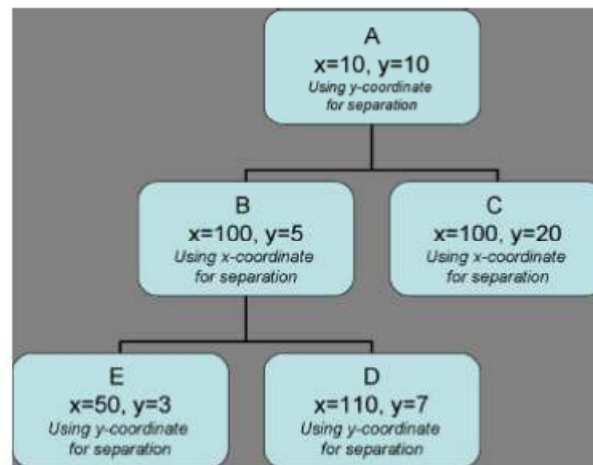 A
x=10, y=10
Using y-coordinate
for separation
B
x=100, y=5
Using x-coordinate
for separation
C
x=100, y=20
Using x-coordinate
for separation
E
x=50, y=3
Using y-coordinate
for separation
D
x=110, y=7
Using y-coordinate
for separation